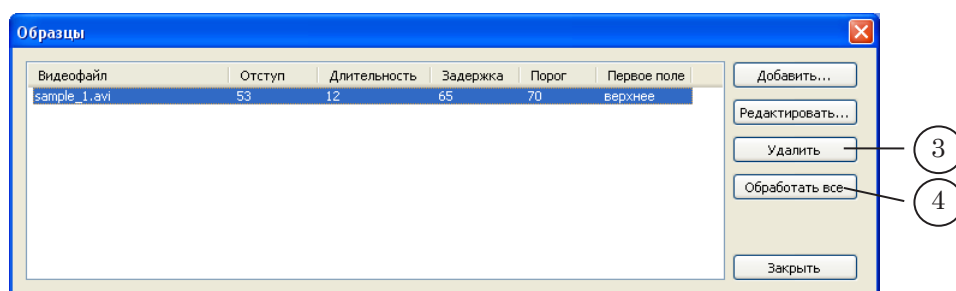 Образцы
Видеофайл Отступ Длительность Задержка Порог Первое поле
sample_1.avi 53 12 65 70 верхнее
Добавить...
Редактировать...
Удалить
3
Обработать все
4
Закрыть